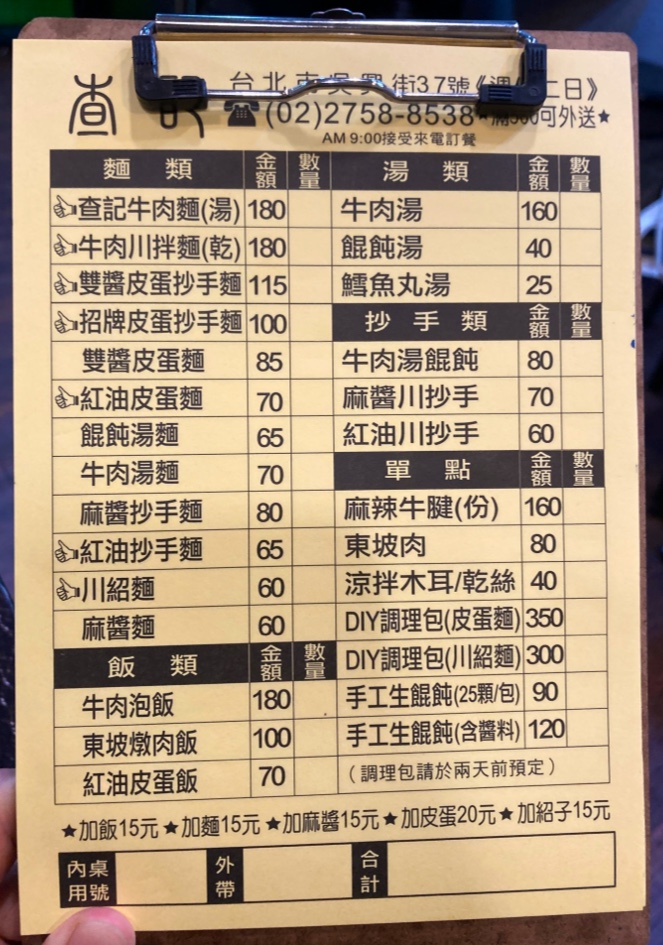 查記
台北市吳興街37號《週休二日》
(02)2758-8538 ★滿500可外送★
AM 9:00接受來電訂餐
麵類 金額 數量
查記牛肉麵(湯) 180
牛肉川拌麵(乾) 180
雙醬皮蛋抄手麵 115
招牌皮蛋抄手麵 100
雙醬皮蛋麵 85
紅油皮蛋麵 70
餛飩湯麵 65
牛肉湯麵 70
麻醬抄手麵 80
紅油抄手麵 65
川紹麵 60
麻醬麵 60
飯類 金額 數量
牛肉泡飯 180
東坡燉肉飯 100
紅油皮蛋飯 70
湯類 金額 數量
牛肉湯 160
餛飩湯 40
鱈魚丸湯 25
抄手類 金額 數量
牛肉湯餛飩 80
麻醬川抄手 70
紅油川抄手 60
單點 金額 數量
麻辣牛腱(份) 160
東坡肉 80
涼拌木耳/乾絲 40
DIY調理包(皮蛋麵) 350
DIY調理包(川紹麵) 300
手工生餛飩(25顆/包) 90
手工生餛飩(含醬料) 120
（調理包請於兩天前預定）
★加飯15元 ★加麵15元 ★加麻醬15元 ★加皮蛋20元 ★加紹子15元
內用桌號 外帶 合計